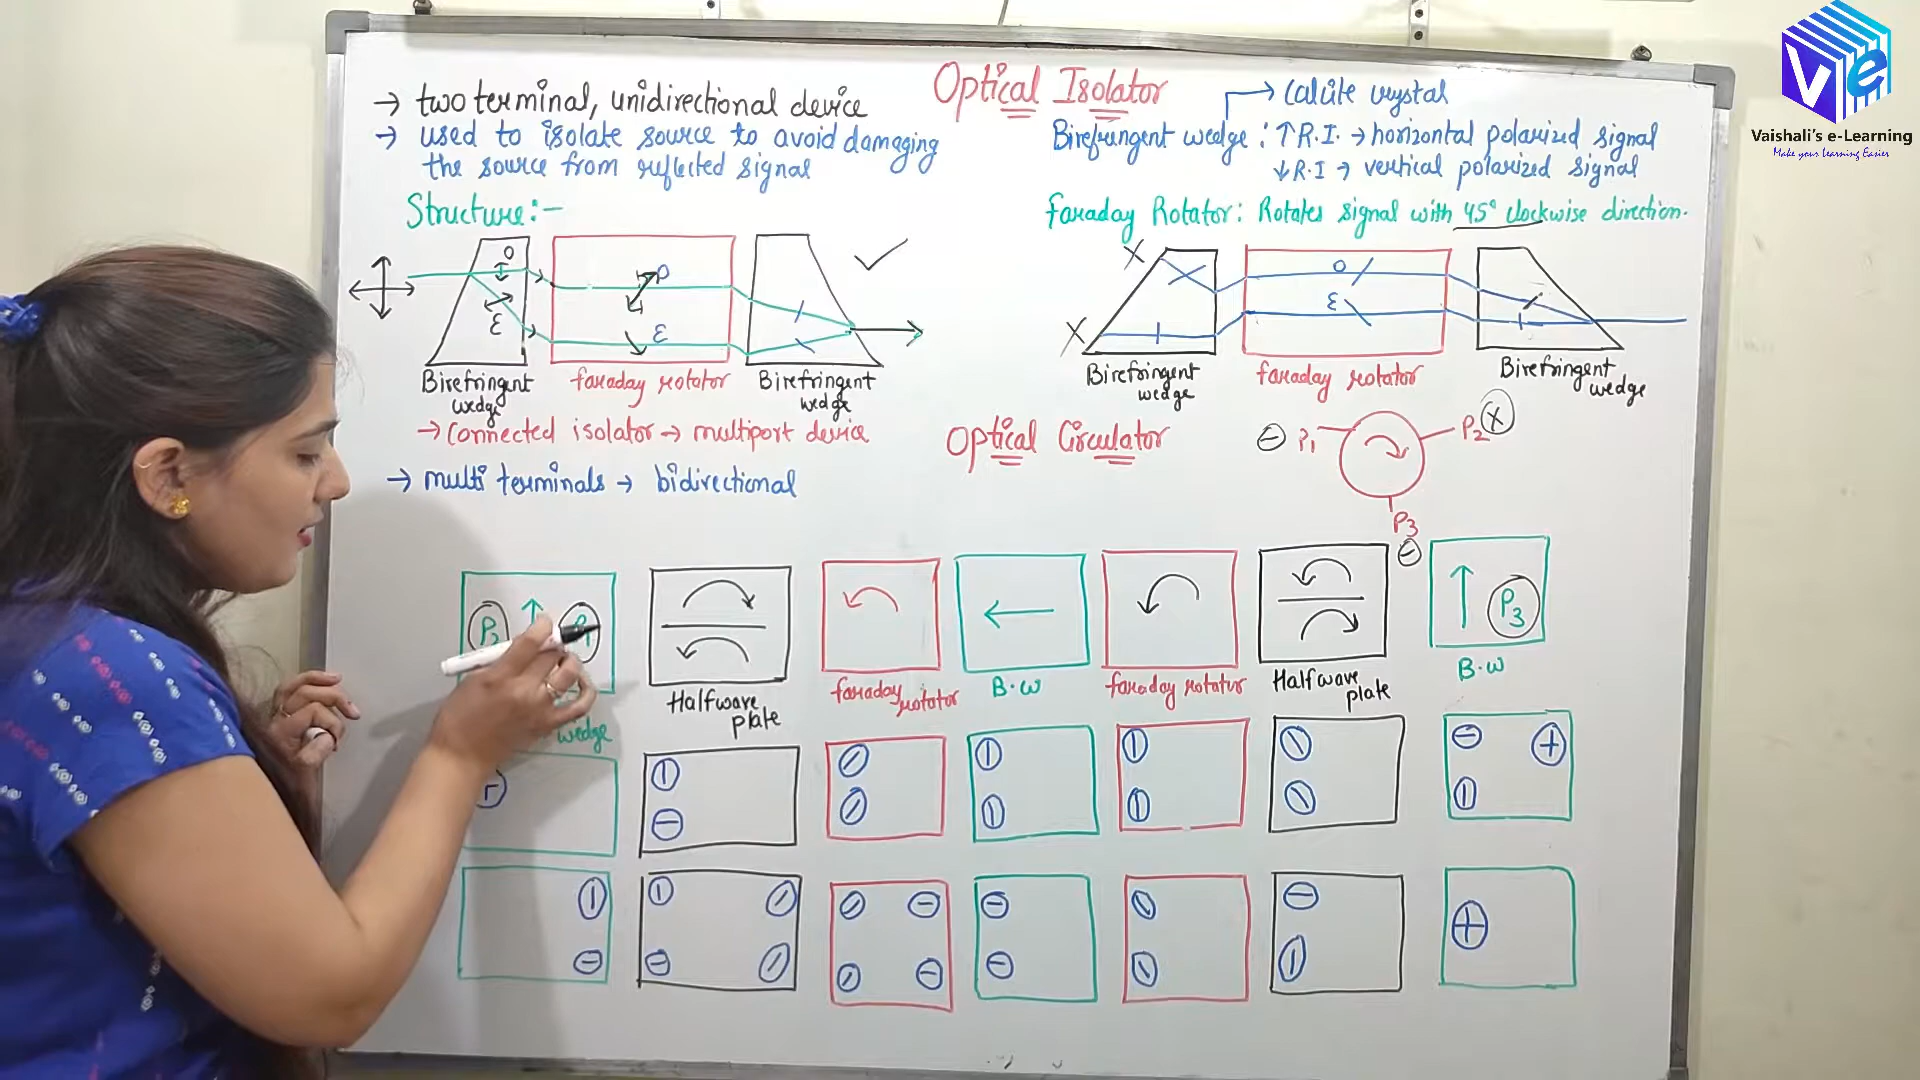 Optical Isolator
→ two terminal, unidirectional device
→ used to isolate source to avoid damaging
the source from reflected signal
Structure:-
→ Calcite crystal
Birefringent wedge : ↑ R.I. → horizontal polarized signal
↓ R.I → vertical polarized signal
Faraday Rotator: Rotates signal with 45° clockwise direction.
O
ε
O
ε
Birefringent
wedge
faraday rotator
Birefringent
wedge
X
X
O
ε
Birefringent
wedge
faraday rotator
Birefringent
wedge
→ Connected isolator → multiport device
Optical Circulator
P1
P2 X
P3
→ multi terminals → bidirectional
P2
P1
wedge
Halfwave
plate
faraday
rotator
B.W
faraday rotator
Halfwave
plate
P3
B.W
Ve
Vaishali's e-Learning
Make your Learning Easier